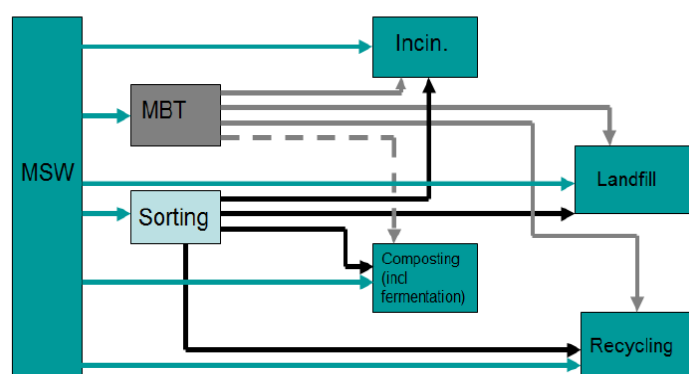 Incin.
MBT
MSW
Landfill
Sorting
Composting
(incl
fermentation)
Recycling